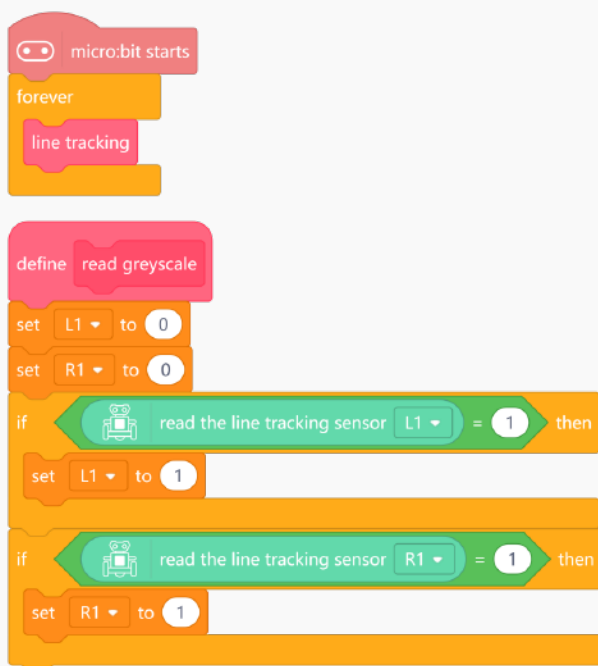 micro:bit starts
forever
line tracking
define read greyscale
set L1 to 0
set R1 to 0
if read the line tracking sensor L1 = 1 then
set L1 to 1
if read the line tracking sensor R1 = 1 then
set R1 to 1